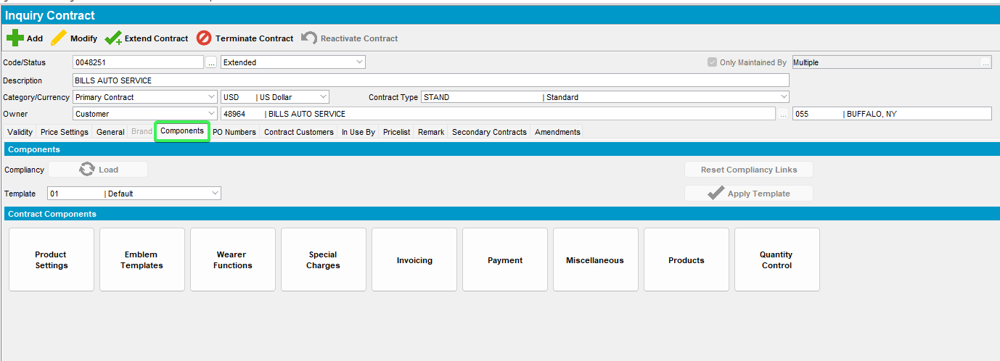 Inquiry Contract
Add Modify Extend Contract Terminate Contract Reactivate Contract
Code/Status 0048251 ... Extended Only Maintained By Multiple ...
Description BILLS AUTO SERVICE
Category/Currency Primary Contract USD | US Dollar Contract Type STAND | Standard
Owner Customer 48964 | BILLS AUTO SERVICE ... 055 | BUFFALO, NY
Validity Price Settings General Brand Components PO Numbers Contract Customers In Use By Pricelist Remark Secondary Contracts Amendments
Components
Compliancy Load Reset Compliancy Links
Template 01 | Default Apply Template
Contract Components
Product Settings
Emblem Templates
Wearer Functions
Special Charges
Invoicing
Payment
Miscellaneous
Products
Quantity Control